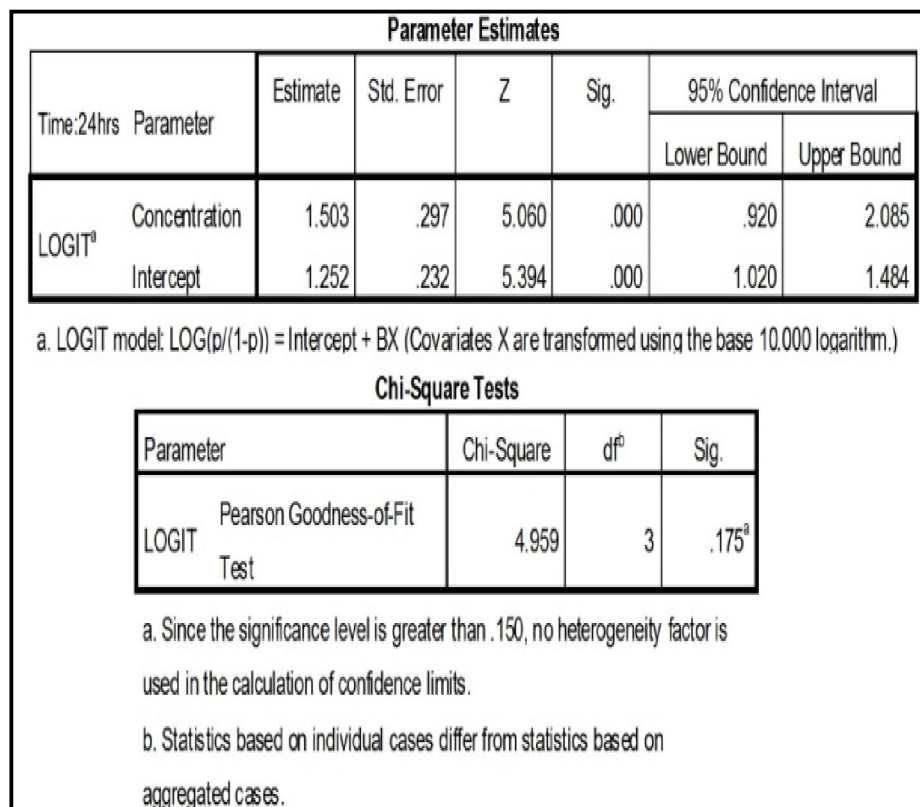 Parameter Estimates
Time:24hrs Parameter Estimate Std. Error Z Sig. 95% Confidence Interval
Lower Bound Upper Bound
LOGITᵃ Concentration 1.503 .297 5.060 .000 .920 2.085
Intercept 1.252 .232 5.394 .000 1.020 1.484
a. LOGIT model: LOG(p/(1-p)) = Intercept + BX (Covariates X are transformed using the base 10.000 logarithm.)
Chi-Square Tests
Parameter Chi-Square dfᵇ Sig.
LOGIT Pearson Goodness-of-Fit Test 4.959 3 .175ᵃ
a. Since the significance level is greater than .150, no heterogeneity factor is
used in the calculation of confidence limits.
b. Statistics based on individual cases differ from statistics based on
aggregated cases.